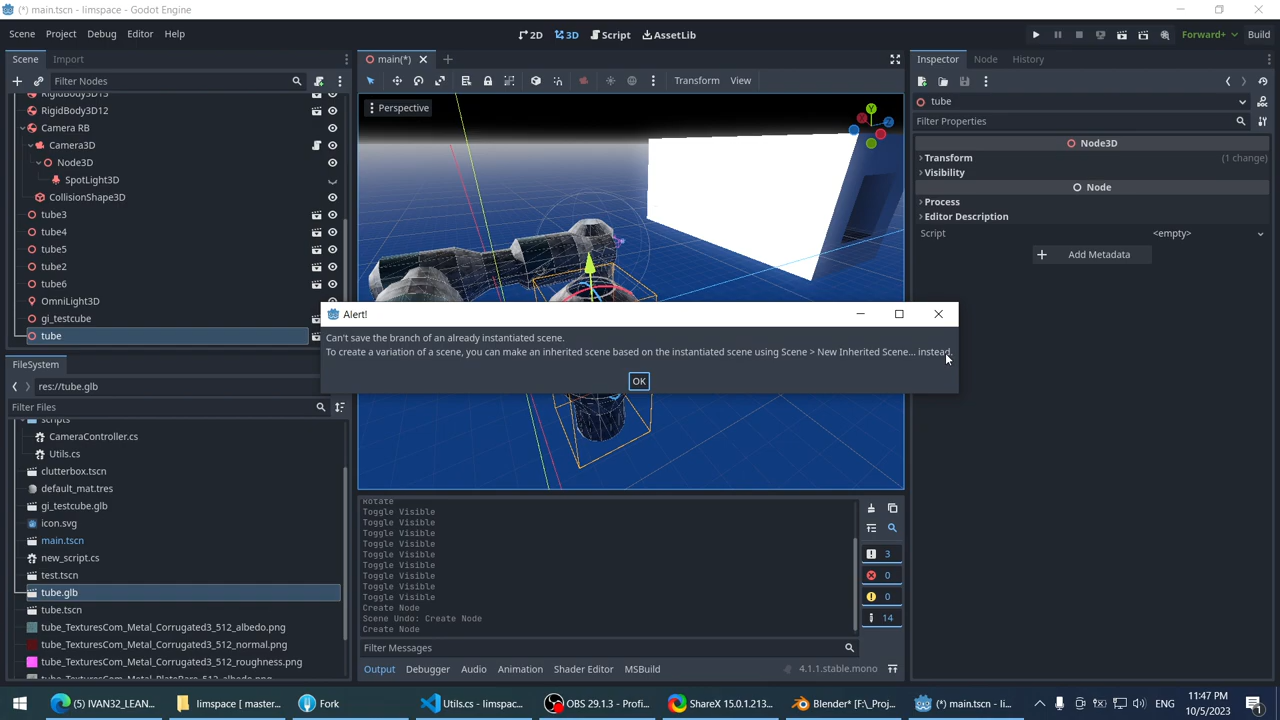 (*) main.tscn - limspace - Godot Engine
Scene Project Debug Editor Help
2D 3D Script AssetLib
Forward+ Build
Scene Import
main(*)
Inspector Node History
Filter Nodes
Transform View
RigidBody3D13
RigidBody3D12
Camera RB
Camera3D
Node3D
SpotLight3D
CollisionShape3D
tube3
tube4
tube5
tube2
tube6
OmniLight3D
gi_testcube
tube
Perspective
Y
X
Z
tube
Filter Properties
Node3D
Transform (1 change)
Visibility
Node
Process
Editor Description
Script <empty>
Add Metadata
Alert!
Can't save the branch of an already instantiated scene.
To create a variation of a scene, you can make an inherited scene based on the instantiated scene using Scene > New Inherited Scene... instead.
OK
FileSystem
res://tube.glb
Filter Files
scripts
CameraController.cs
Utils.cs
clutterbox.tscn
default_mat.tres
gi_testcube.glb
icon.svg
main.tscn
new_script.cs
test.tscn
tube.glb
tube.tscn
tube_TexturesCom_Metal_Corrugated3_512_albedo.png
tube_TexturesCom_Metal_Corrugated3_512_normal.png
tube_TexturesCom_Metal_Corrugated3_512_roughness.png
tube_TexturesCom_Metal_PlateBare_512_albedo.png
Rotate
Toggle Visible
Toggle Visible
Toggle Visible
Toggle Visible
Toggle Visible
Toggle Visible
Toggle Visible
Toggle Visible
Toggle Visible
Create Node
Scene Undo: Create Node
Create Node
3
0
0
14
Filter Messages
Output Debugger Audio Animation Shader Editor MSBuild
4.1.1.stable.mono
(5) IVAN32_LEAN...
limspace [ master...
Fork
Utils.cs - limspac...
OBS 29.1.3 - Profi...
ShareX 15.0.1.213...
Blender* [F:\_Proj...
(*) main.tscn - li...
ENG
11:47 PM
10/5/2023
1